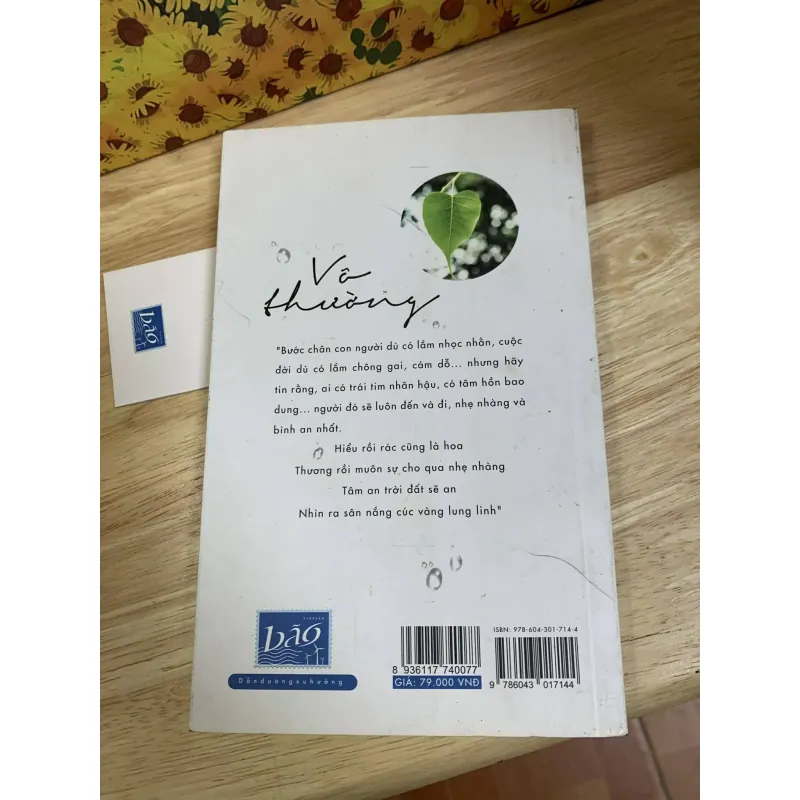 Vô
thường
"Bước chân con người dù có lắm nhọc nhằn, cuộc
đời dù có lắm chông gai, cám dỗ... nhưng hãy
tin rằng, ai có trái tim nhân hậu, có tâm hồn bao
dung... người đó sẽ luôn đến và đi, nhẹ nhàng và
bình an nhất.
Hiểu rồi rác cũng là hoa
Thương rồi muôn sự cho qua nhẹ nhàng
Tâm an trời đất sẽ an
Nhìn ra sân nắng cúc vàng lung linh"
bão
bão
Dẫnđườngxuhướng
8 936117 740077
GIÁ: 79.000 VNĐ
ISBN: 978-604-301-714-4
9 786043 017144